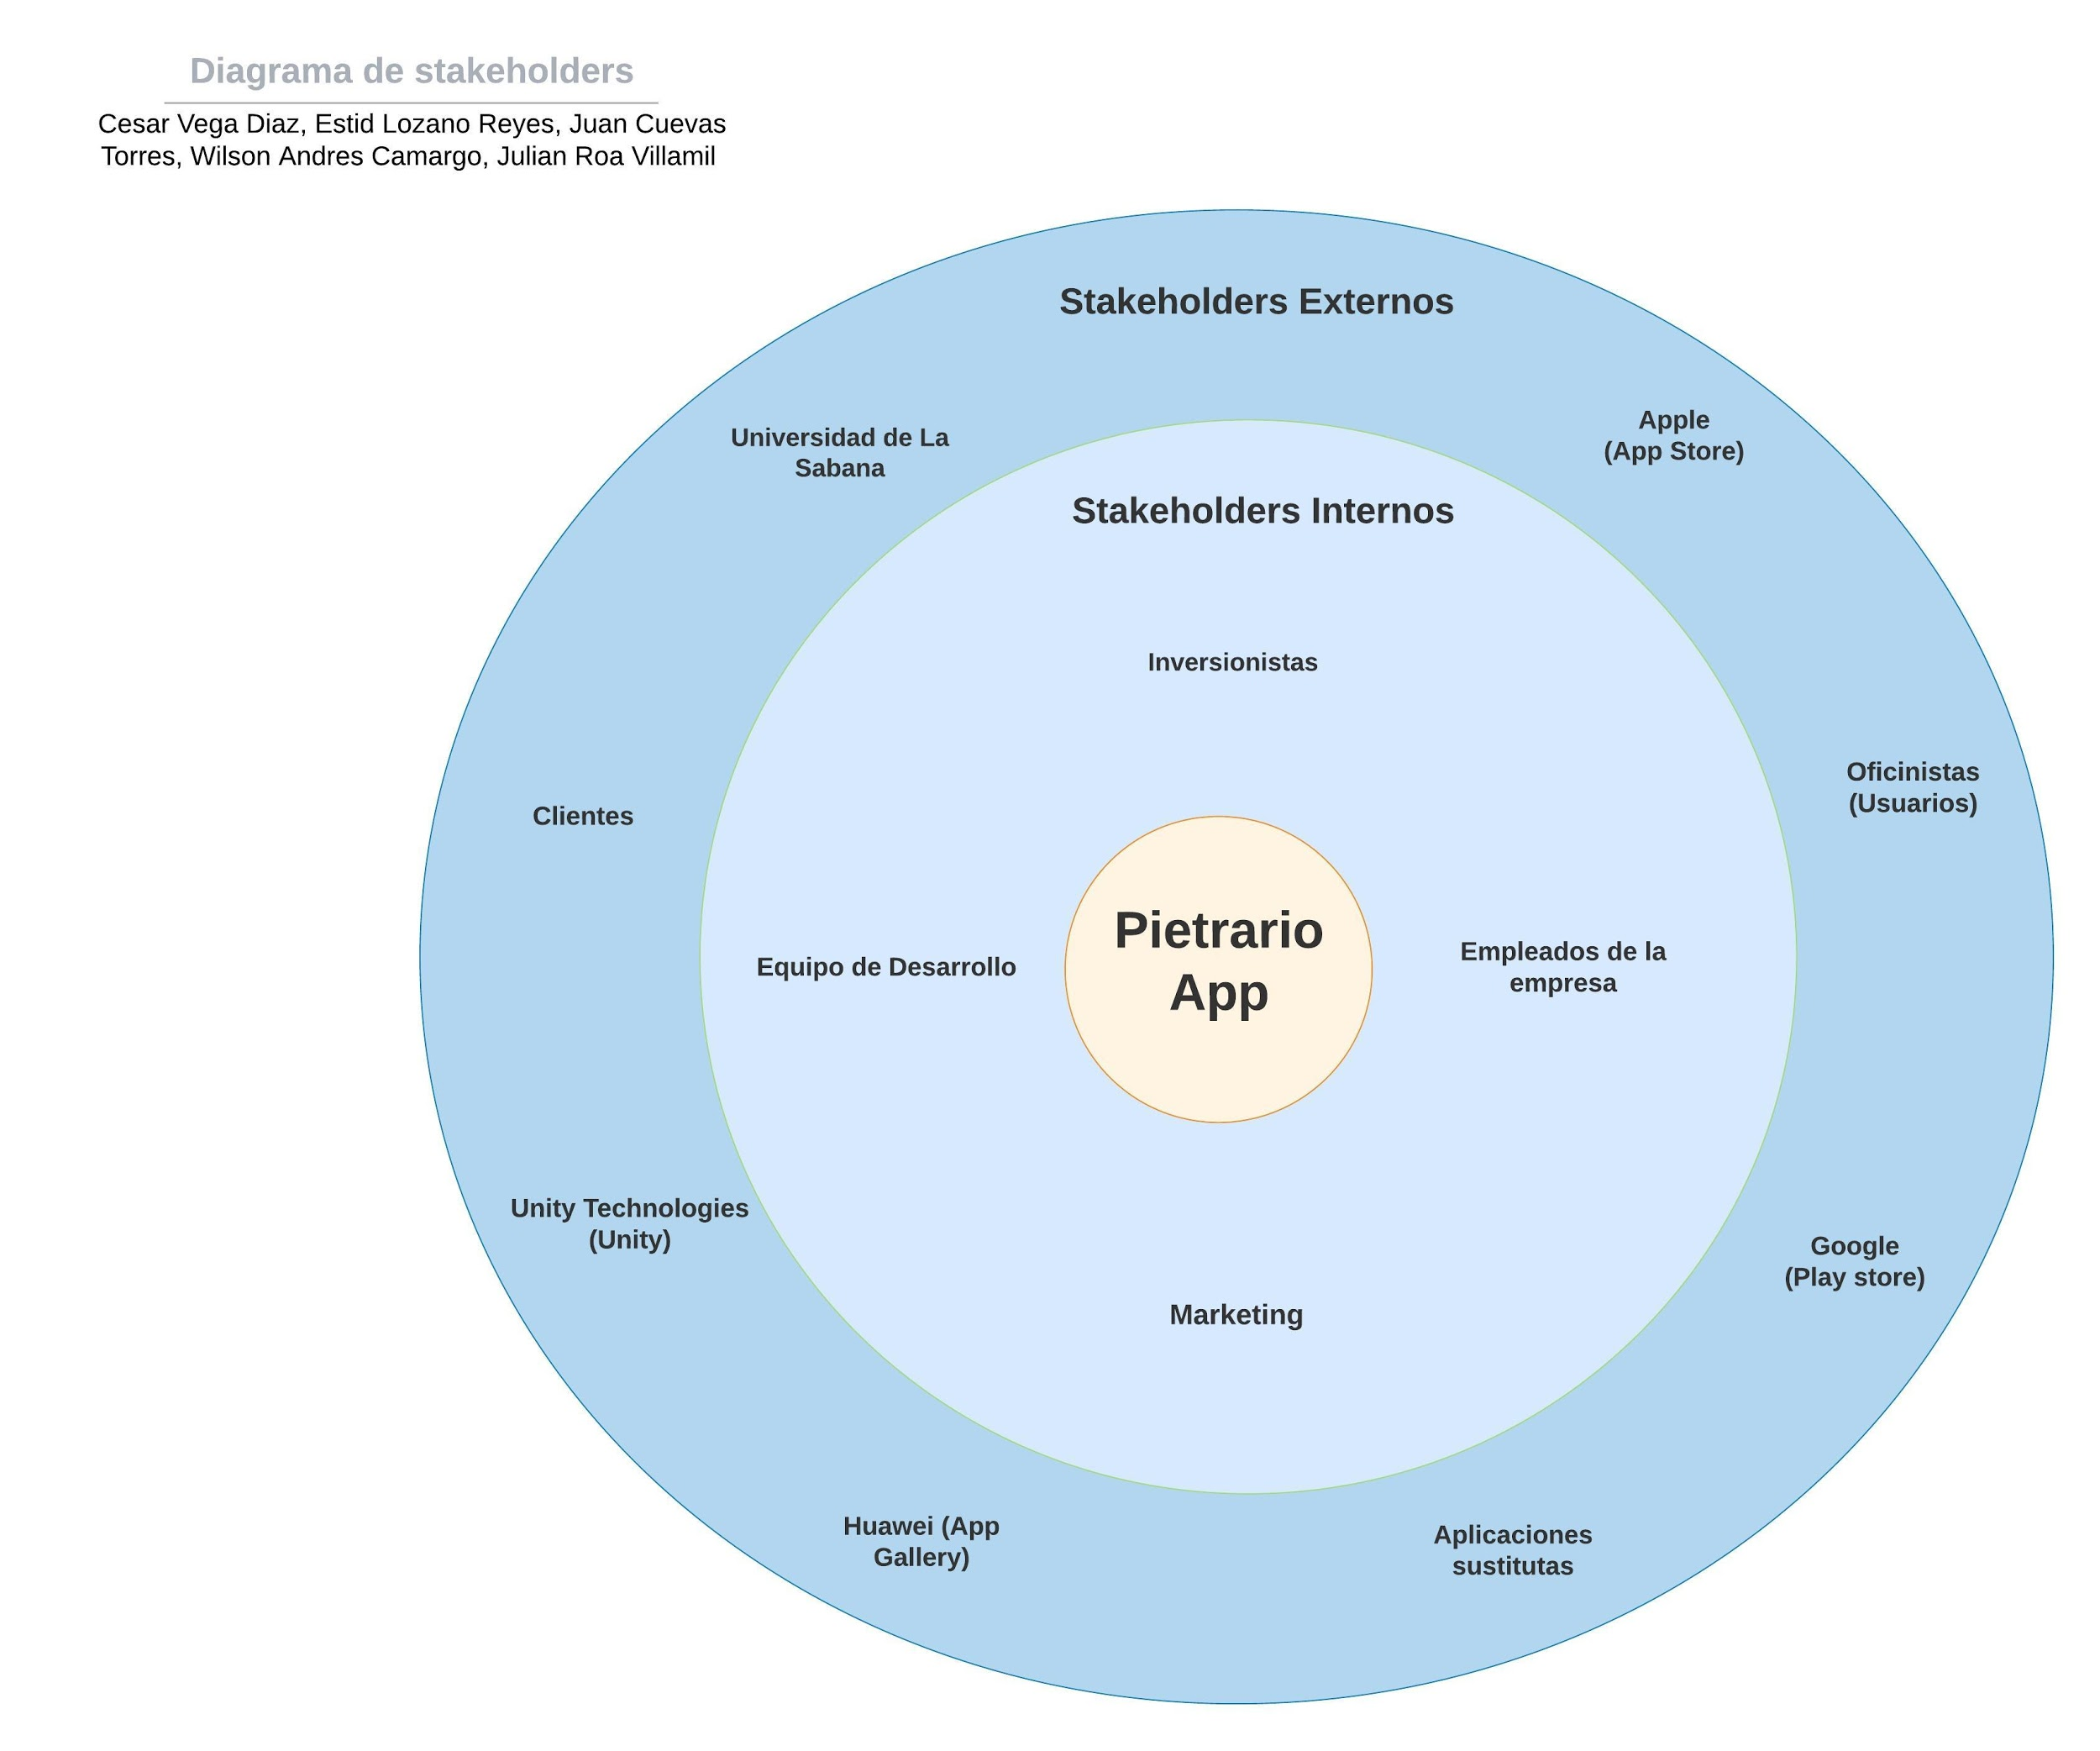 Diagrama de stakeholders
Cesar Vega Diaz, Estid Lozano Reyes, Juan Cuevas
Torres, Wilson Andres Camargo, Julian Roa Villamil
Stakeholders Externos
Universidad de La
Sabana
Apple
(App Store)
Stakeholders Internos
Inversionistas
Clientes
Oficinistas
(Usuarios)
Equipo de Desarrollo
Pietrario
App
Empleados de la
empresa
Unity Technologies
(Unity)
Google
(Play store)
Marketing
Huawei (App
Gallery)
Aplicaciones
sustitutas